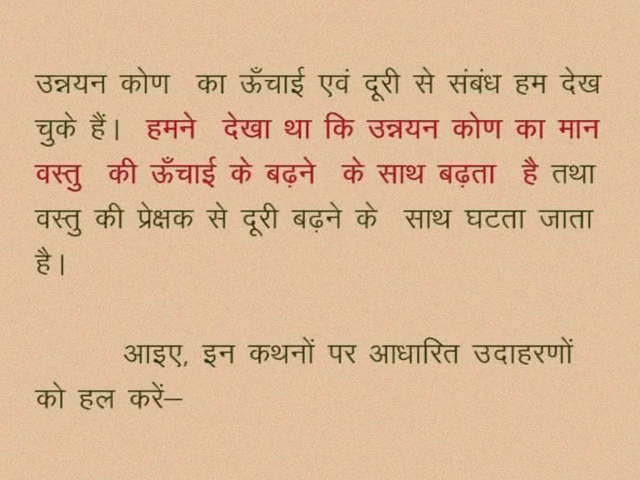 उन्नयन कोण का ऊँचाई एवं दूरी से संबंध हम देख
चुके हैं। हमने देखा था कि उन्नयन कोण का मान
वस्तु की ऊँचाई के बढ़ने के साथ बढ़ता है तथा
वस्तु की प्रेक्षक से दूरी बढ़ने के साथ घटता जाता
है।
आइए, इन कथनों पर आधारित उदाहरणों
को हल करें–